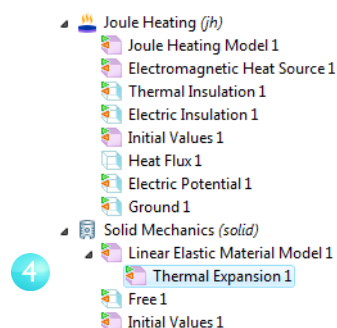 Joule Heating (jh)
Joule Heating Model 1
Electromagnetic Heat Source 1
Thermal Insulation 1
Electric Insulation 1
Initial Values 1
Heat Flux 1
Electric Potential 1
Ground 1
Solid Mechanics (solid)
Linear Elastic Material Model 1
4
Thermal Expansion 1
Free 1
Initial Values 1